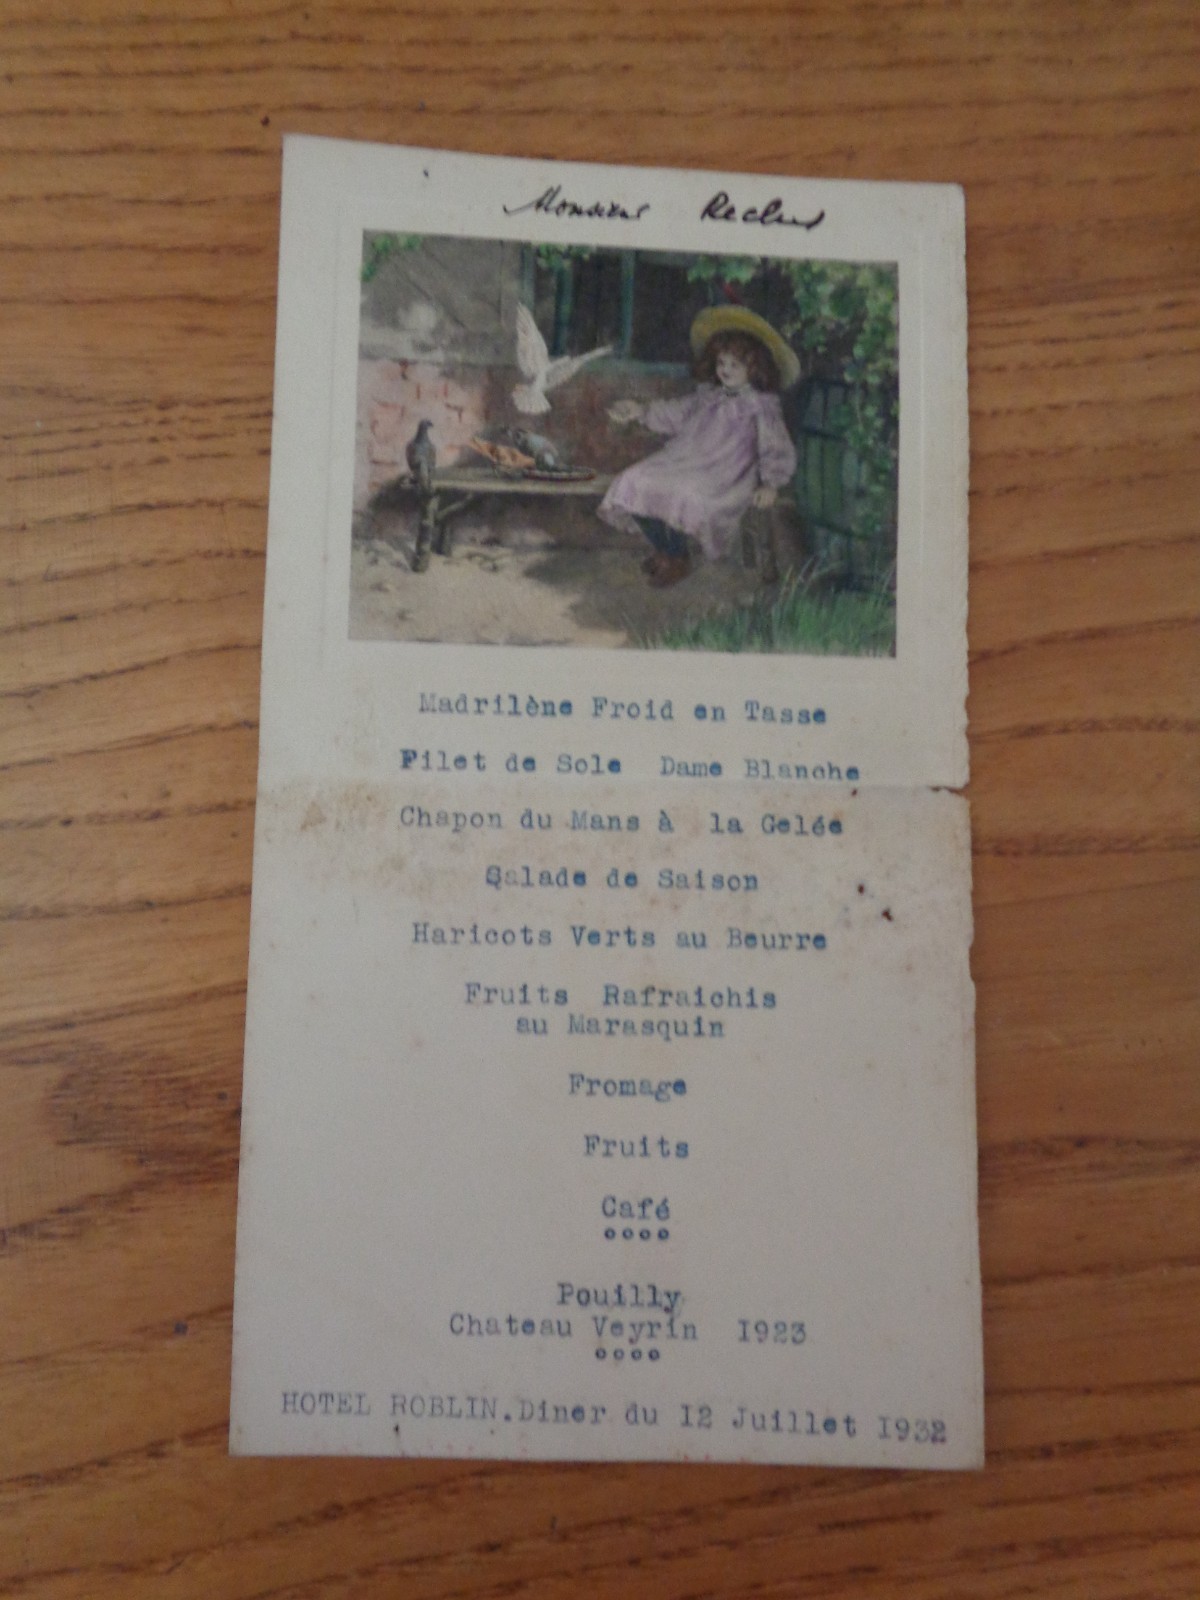 Monsieur Reclus
Madrilène Froid en Tasse
Filet de Sole Dame Blanche
Chapon du Mans à la Gelée
Salade de Saison
Haricots Verts au Beurre
Fruits Rafraichis
au Marasquin
Fromage
Fruits
Café
°°°°
Pouilly
Chateau Veyrin 1923
°°°°
HOTEL ROBLIN.Diner du 12 Juillet 1932